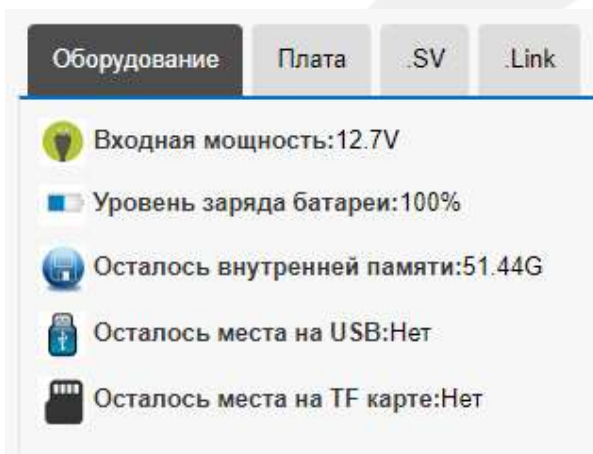 Оборудование Плата .SV .Link
Входная мощность:12.7V
Уровень заряда батареи:100%
Осталось внутренней памяти:51.44G
Осталось места на USB:Нет
Осталось места на TF карте:Нет